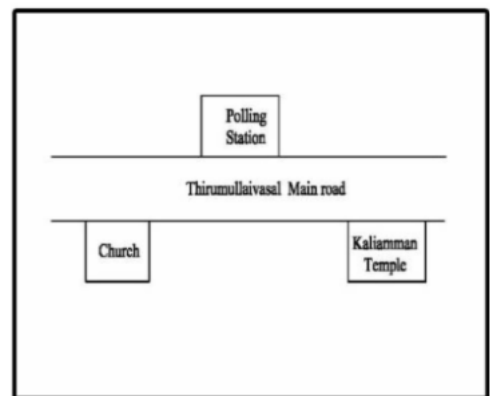 Polling
Station
Thirumullaivasal Main road
Church
Kaliamman
Temple